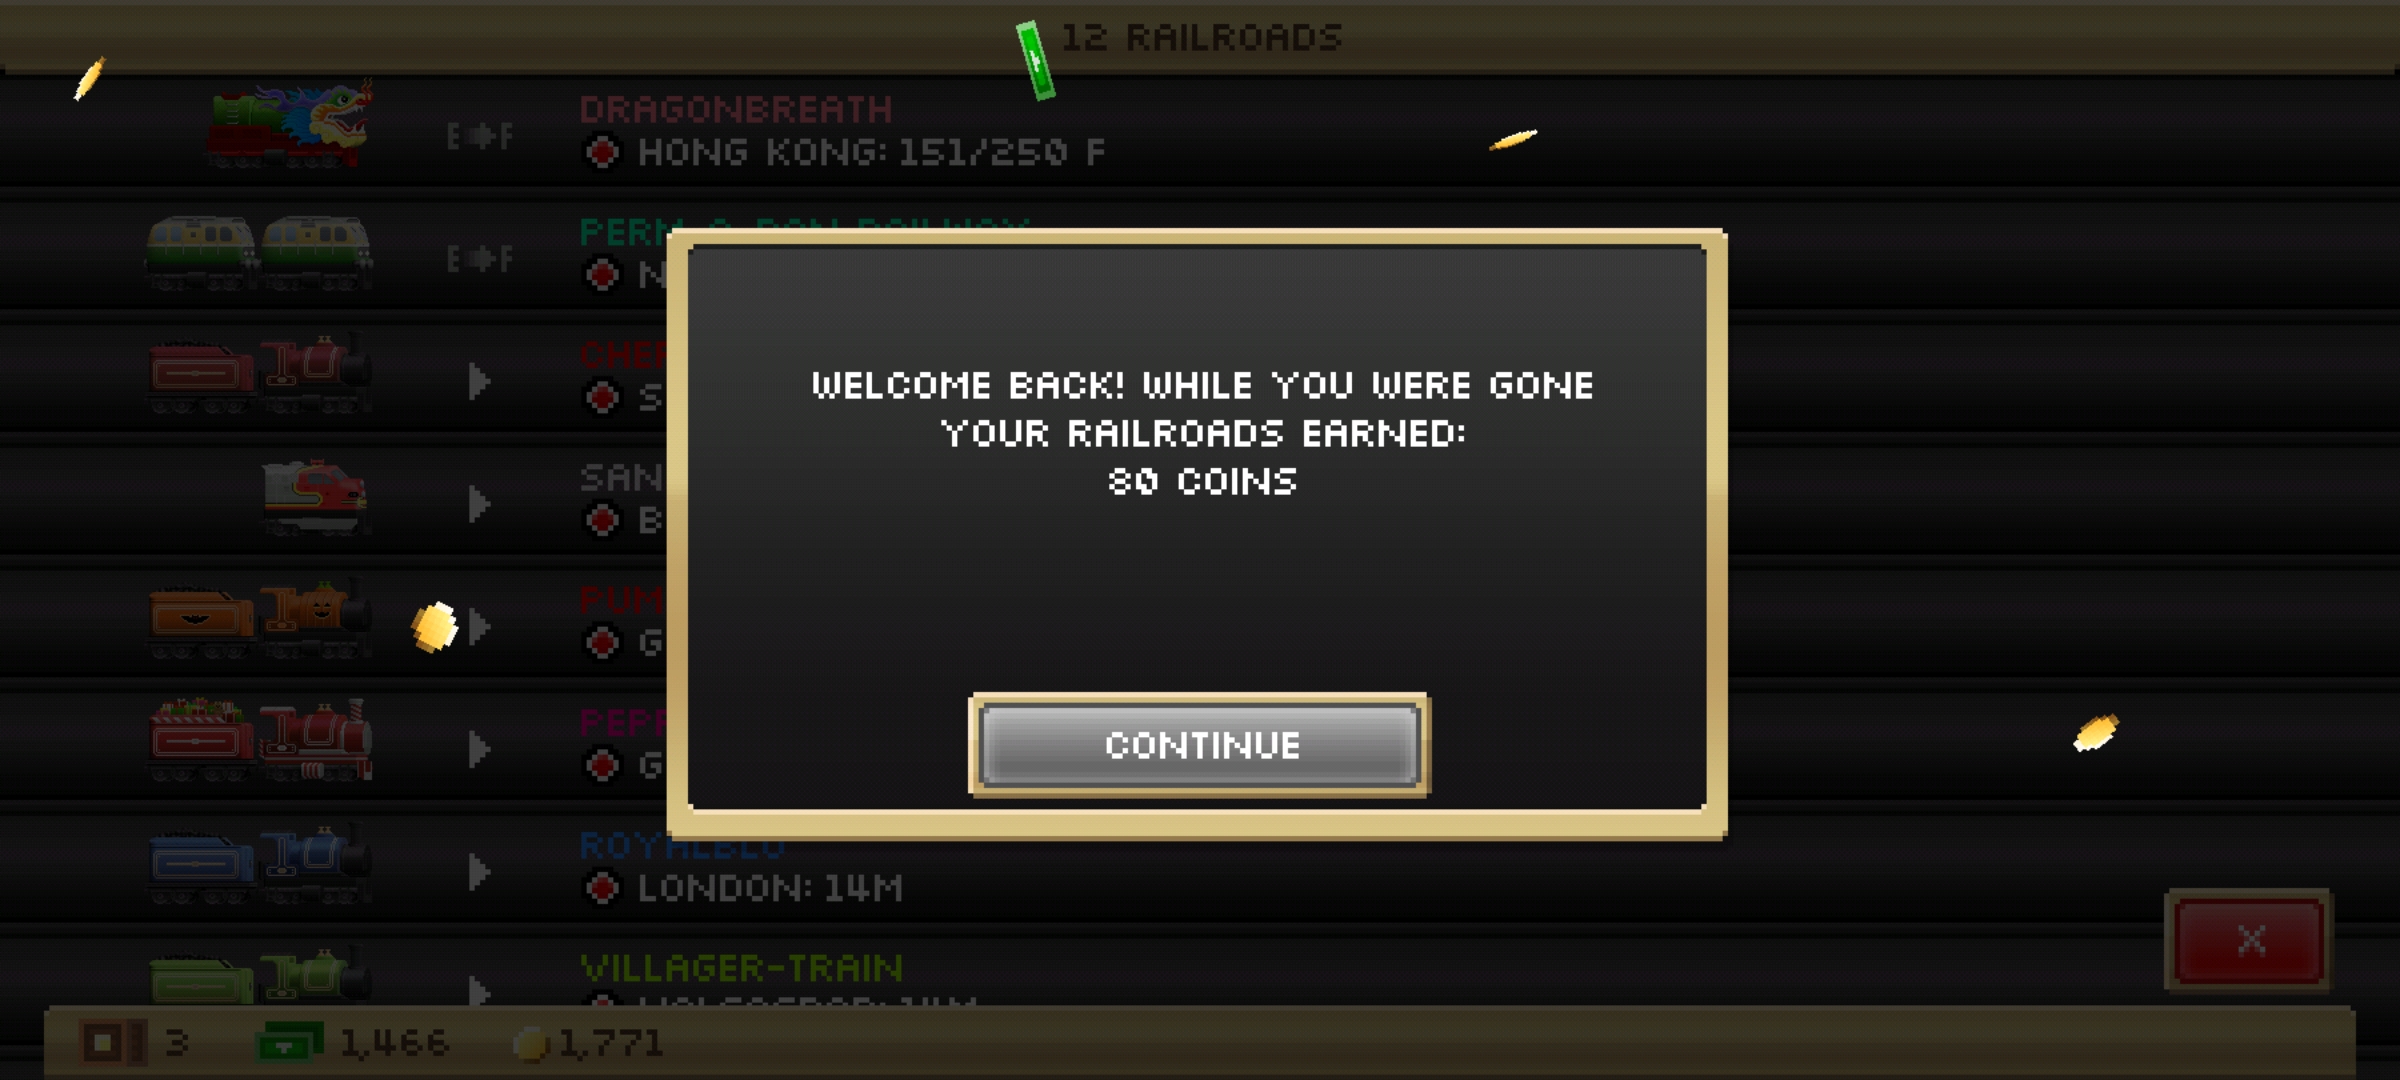 12 RAILROADS
DRAGONBREATH
E F
HONG KONG: 151/250 F
E F
WELCOME BACK! WHILE YOU WERE GONE
YOUR RAILROADS EARNED:
80 COINS
CONTINUE
ROYALBLU
LONDON: 14M
X
VILLAGER-TRAIN
3 1,466 1,771